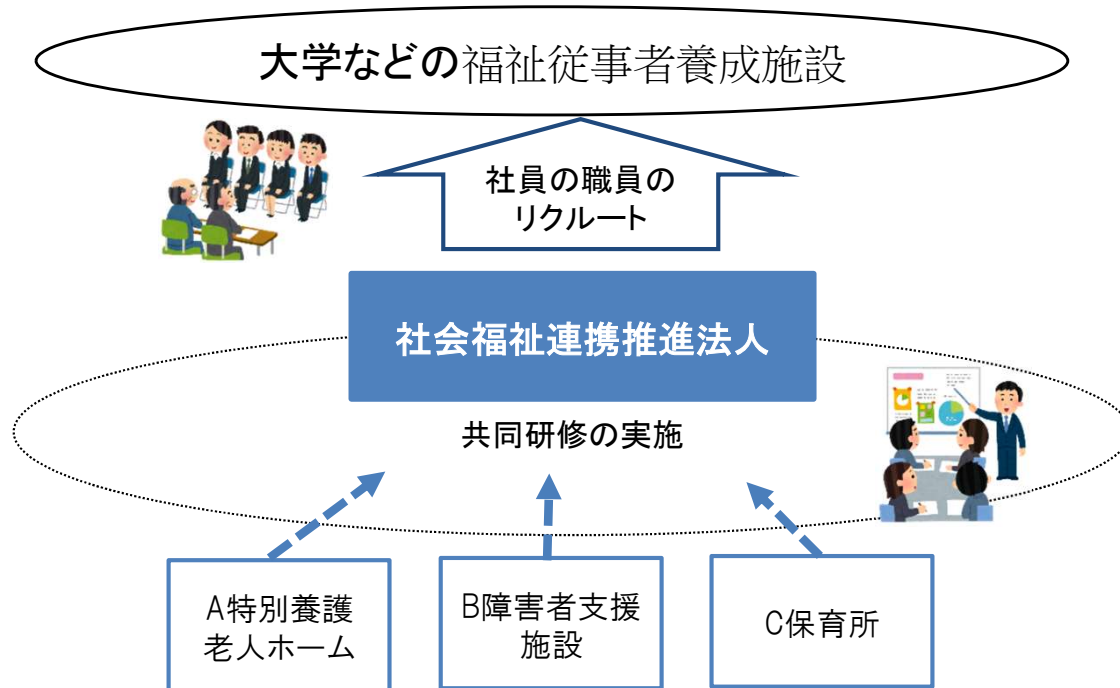 大学などの福祉従事者養成施設
社員の職員の
リクルート
社会福祉連携推進法人
共同研修の実施
A特別養護
老人ホーム
B障害者支援
施設
C保育所